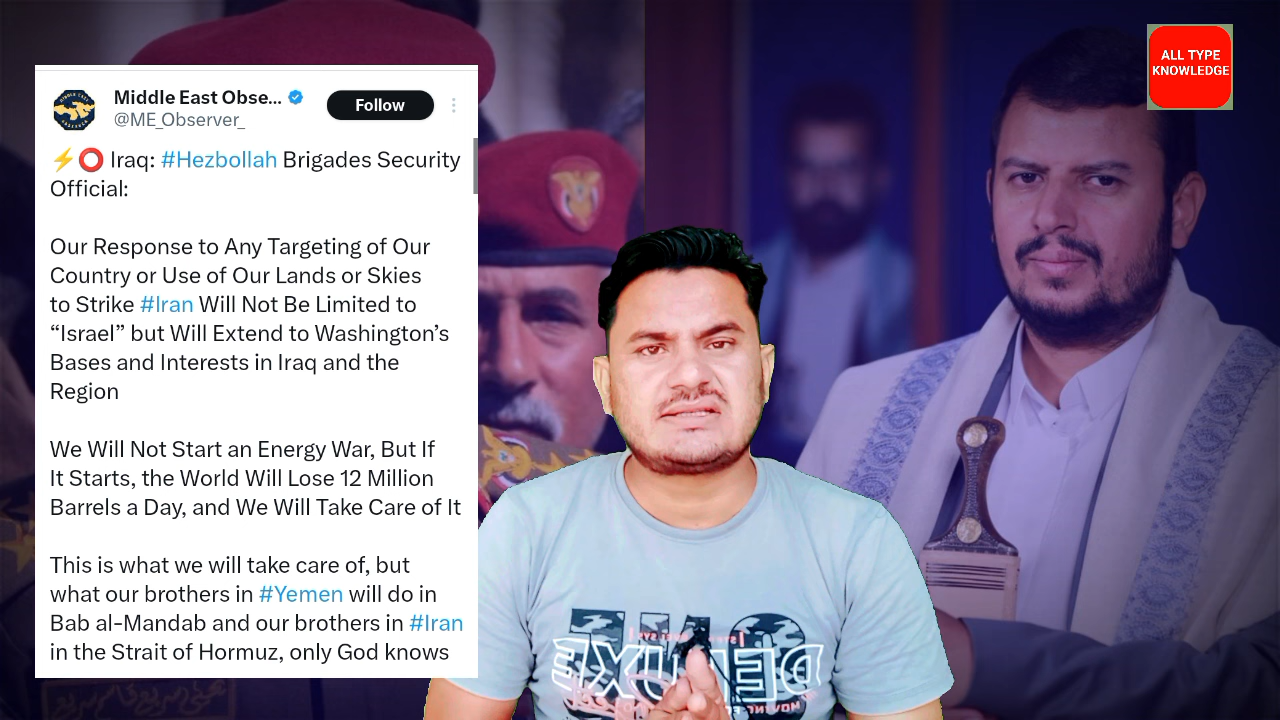 Middle East Obse...
@ME_Observer_
Follow
⚡⭕ Iraq: #Hezbollah Brigades Security
Official:
Our Response to Any Targeting of Our
Country or Use of Our Lands or Skies
to Strike #Iran Will Not Be Limited to
“Israel” but Will Extend to Washington’s
Bases and Interests in Iraq and the
Region
We Will Not Start an Energy War, But If
It Starts, the World Will Lose 12 Million
Barrels a Day, and We Will Take Care of It
This is what we will take care of, but
what our brothers in #Yemen will do in
Bab al-Mandab and our brothers in #Iran
in the Strait of Hormuz, only God knows
ALL TYPE
KNOWLEDGE
DELUXE